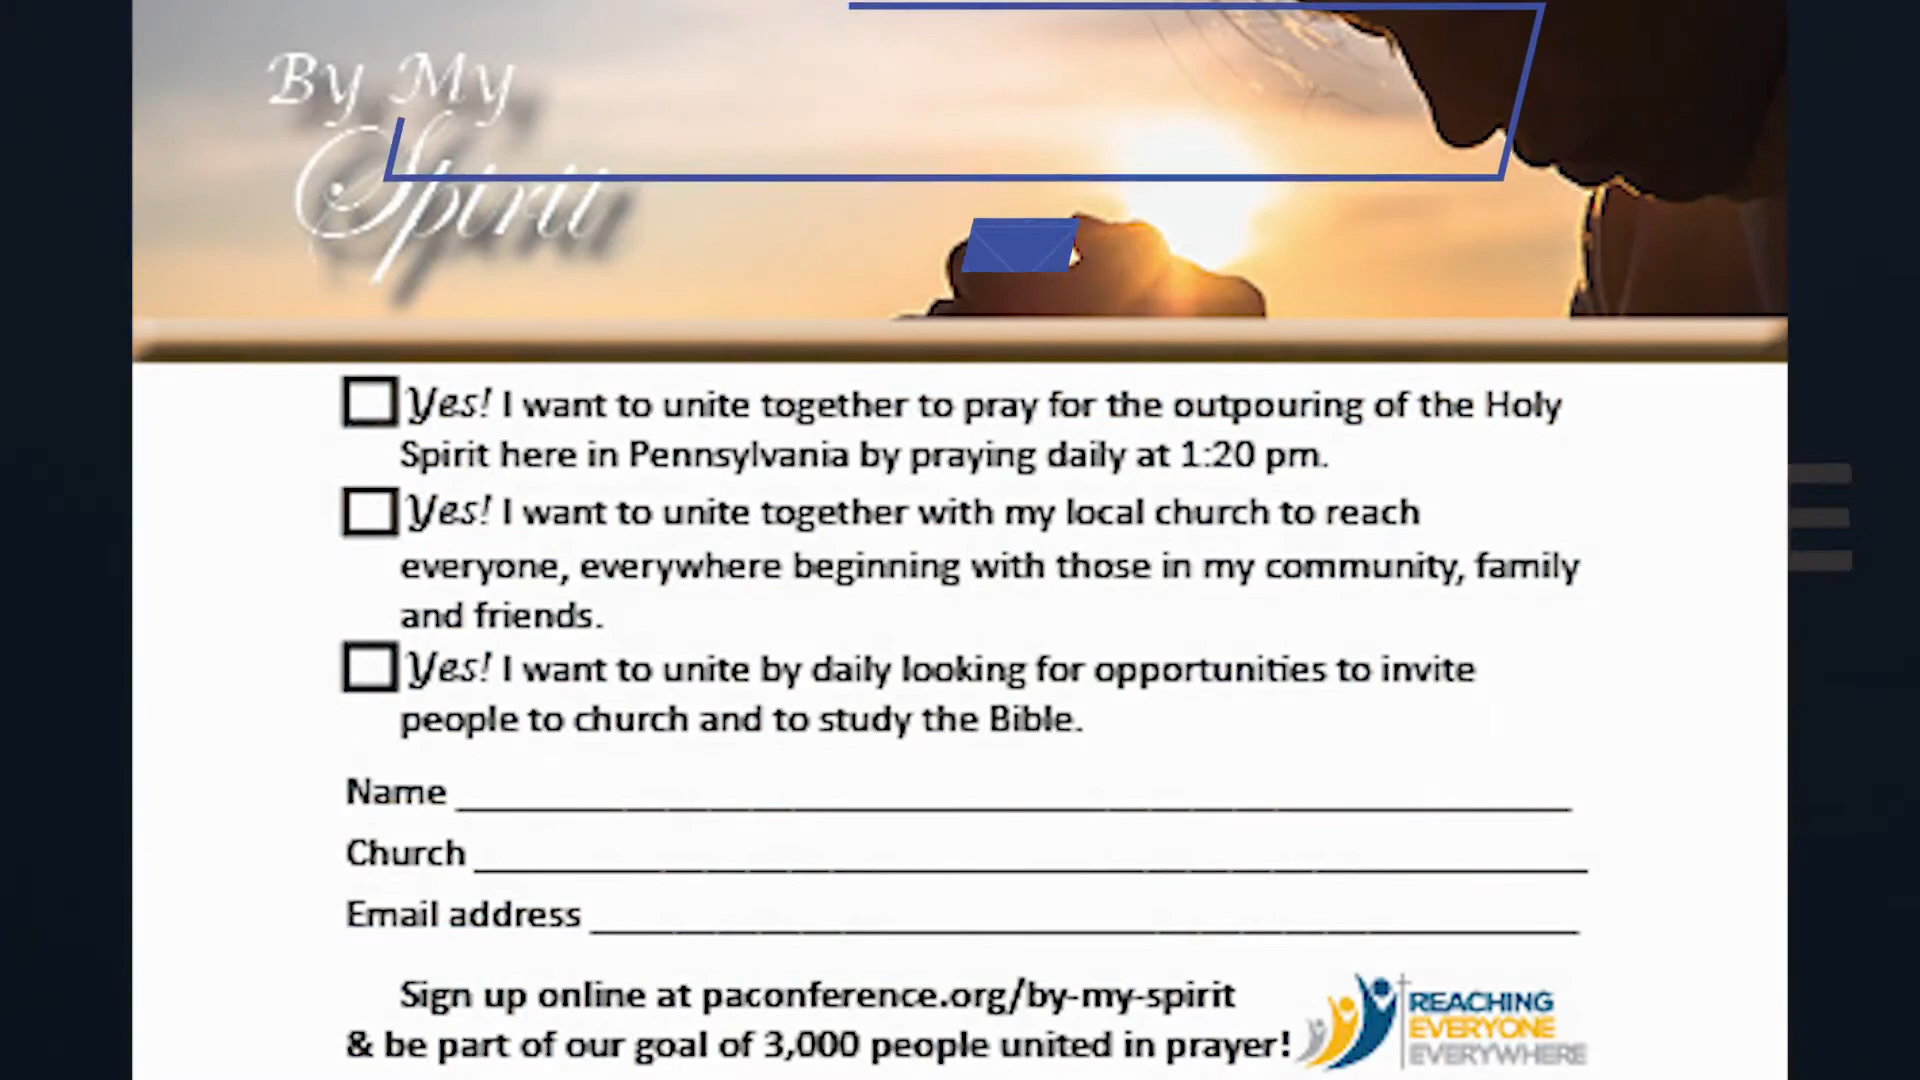 By My
Spirit
Yes! I want to unite together to pray for the outpouring of the Holy
Spirit here in Pennsylvania by praying daily at 1:20 pm.
Yes! I want to unite together with my local church to reach
everyone, everywhere beginning with those in my community, family
and friends.
Yes! I want to unite by daily looking for opportunities to invite
people to church and to study the Bible.
Name
Church
Email address
Sign up online at paconference.org/by-my-spirit
& be part of our goal of 3,000 people united in prayer!
REACHING
EVERYONE
EVERYWHERE